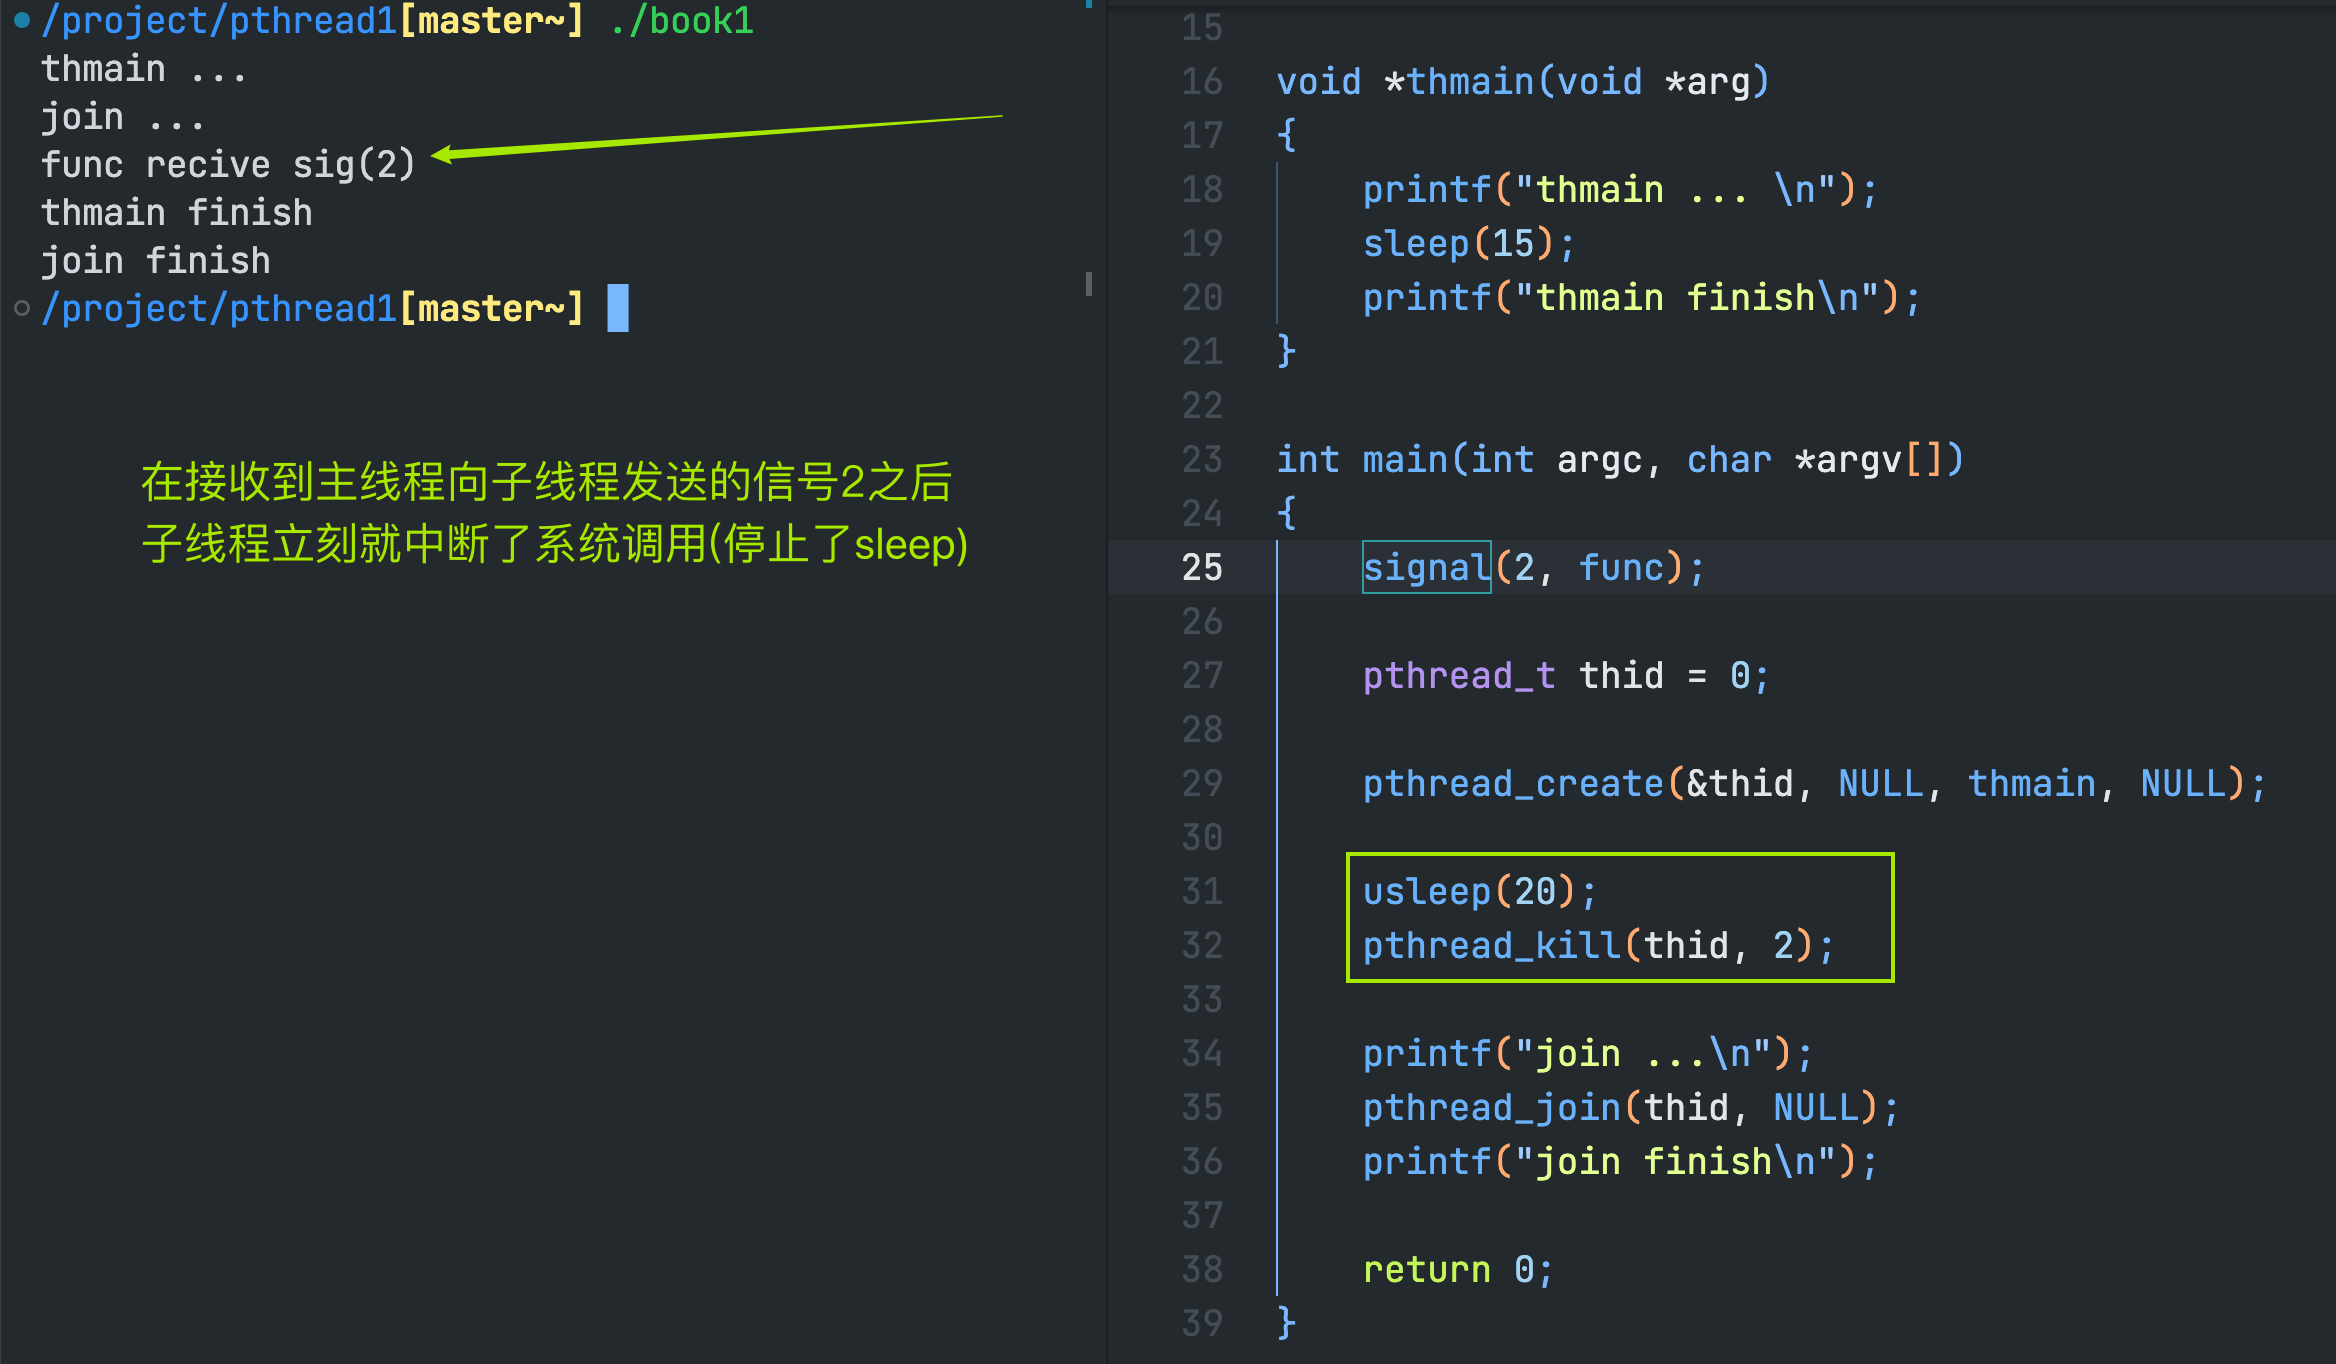 /project/pthread1[master~] ./book1
thmain ...
join ...
func recive sig(2)
thmain finish
join finish
/project/pthread1[master~]
在接收到主线程向子线程发送的信号2之后
子线程立刻就中断了系统调用(停止了sleep)
15
16 void *thmain(void *arg)
17 {
18 printf("thmain ... \n");
19 sleep(15);
20 printf("thmain finish\n");
21 }
22
23 int main(int argc, char *argv[])
24 {
25 signal(2, func);
26
27 pthread_t thid = 0;
28
29 pthread_create(&thid, NULL, thmain, NULL);
30
31 usleep(20);
32 pthread_kill(thid, 2);
33
34 printf("join ...\n");
35 pthread_join(thid, NULL);
36 printf("join finish\n");
37
38 return 0;
39 }